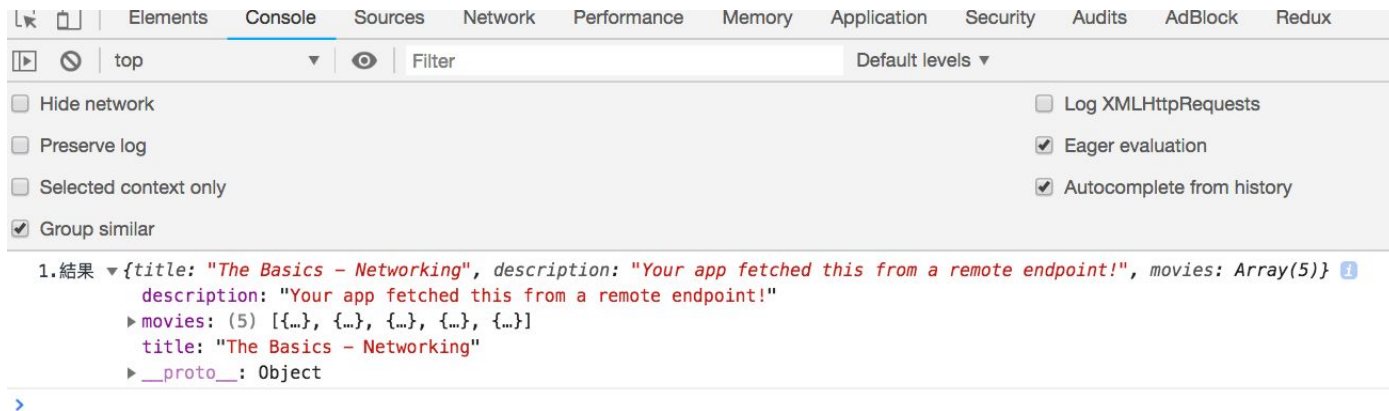 Elements Console Sources Network Performance Memory Application Security Audits AdBlock Redux
top Filter Default levels
Hide network Log XMLHttpRequests
Preserve log Eager evaluation
Selected context only Autocomplete from history
Group similar
1.結果 {title: "The Basics – Networking", description: "Your app fetched this from a remote endpoint!", movies: Array(5)} i
description: "Your app fetched this from a remote endpoint!"
movies: (5) [{…}, {…}, {…}, {…}, {…}]
title: "The Basics – Networking"
__proto__: Object
>